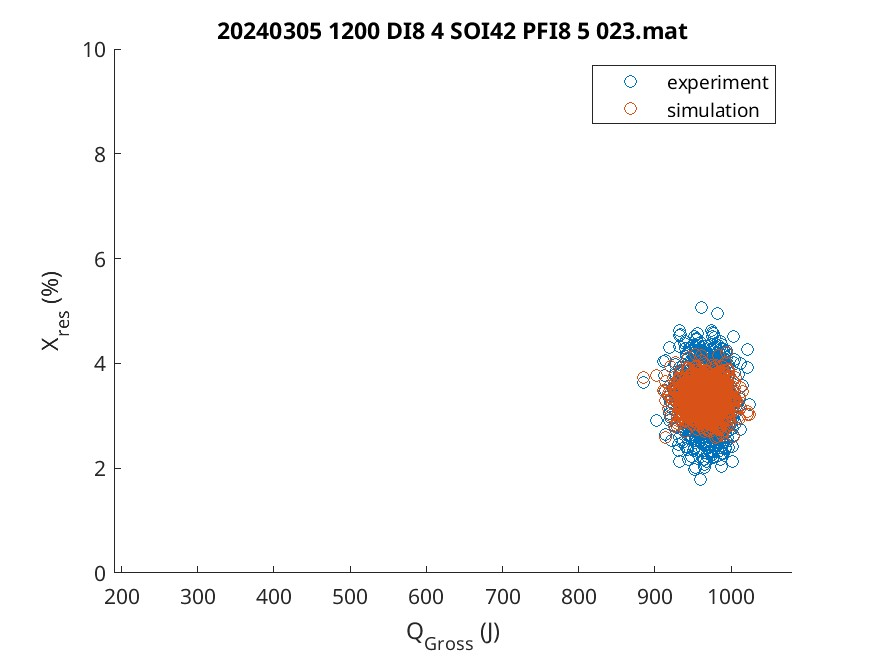 20240305 1200 DI8 4 SOI42 PFI8 5 023.mat
experiment
simulation
10
8
6
4
2
0
X_res (%)
200 300 400 500 600 700 800 900 1000
Q_Gross (J)